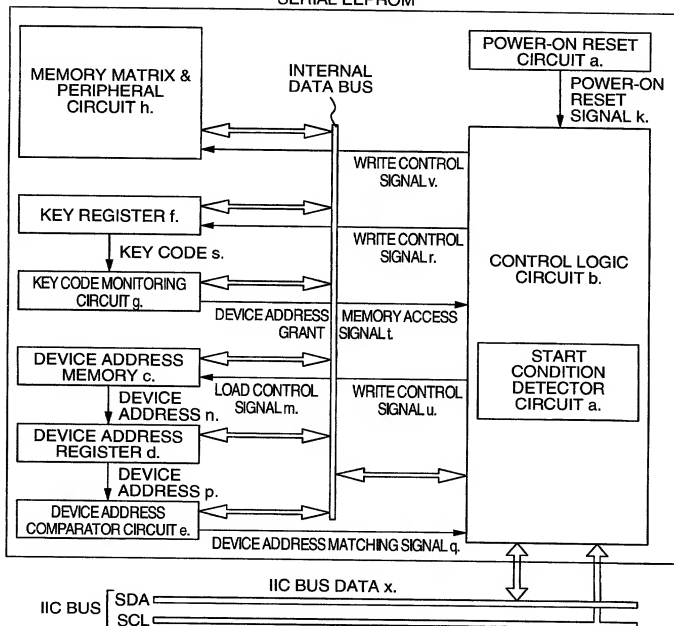 SERIAL EEPROM
MEMORY MATRIX &
PERIPHERAL
CIRCUIT h.
INTERNAL
DATA BUS
POWER-ON RESET
CIRCUIT a.
POWER-ON
RESET
SIGNAL k.
WRITE CONTROL
SIGNAL v.
KEY REGISTER f.
WRITE CONTROL
SIGNAL r.
KEY CODE s.
CONTROL LOGIC
CIRCUIT b.
KEY CODE MONITORING
CIRCUIT g.
DEVICE ADDRESS MEMORY ACCESS
GRANT SIGNAL t.
DEVICE ADDRESS
MEMORY c.
START
CONDITION
DETECTOR
CIRCUIT a.
LOAD CONTROL
SIGNAL m.
WRITE CONTROL
SIGNAL u.
DEVICE
ADDRESS n.
DEVICE ADDRESS
REGISTER d.
DEVICE
ADDRESS p.
DEVICE ADDRESS
COMPARATOR CIRCUIT e.
DEVICE ADDRESS MATCHING SIGNAL q.
IIC BUS DATA x.
IIC BUS
SDA
SCL